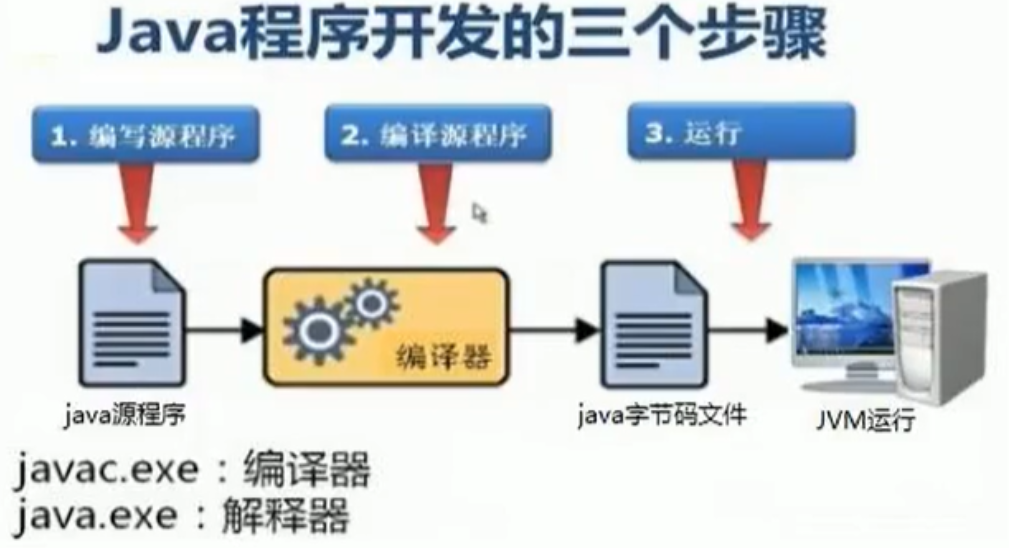 Java程序开发的三个步骤
1. 编写源程序
2. 编译源程序
3. 运行
编译器
java源程序
java字节码文件
JVM运行
javac.exe：编译器
java.exe：解释器